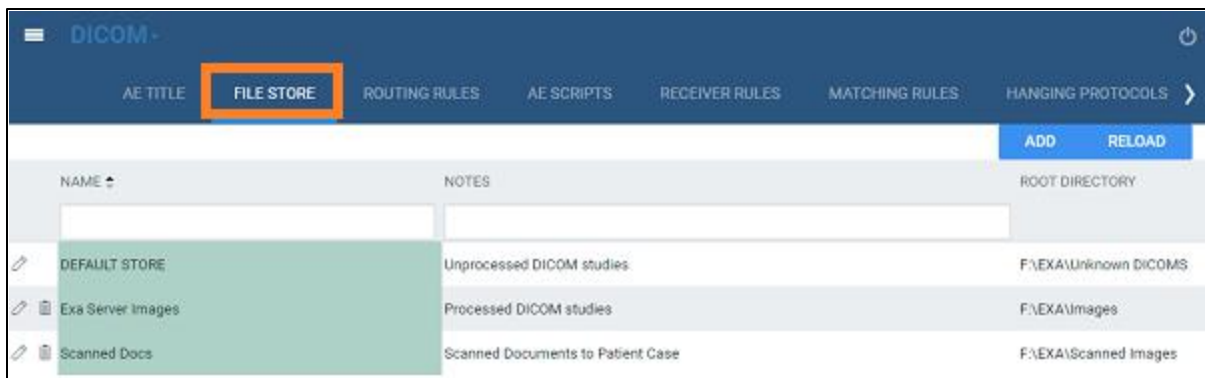 DICOM
AE TITLE FILE STORE ROUTING RULES AE SCRIPTS RECEIVER RULES MATCHING RULES HANGING PROTOCOLS
ADD RELOAD
NAME NOTES ROOT DIRECTORY
DEFAULT STORE Unprocessed DICOM studies F:\EXA\Unknown DICOMS
Exa Server Images Processed DICOM studies F:\EXA\Images
Scanned Docs Scanned Documents to Patient Case F:\EXA\Scanned Images